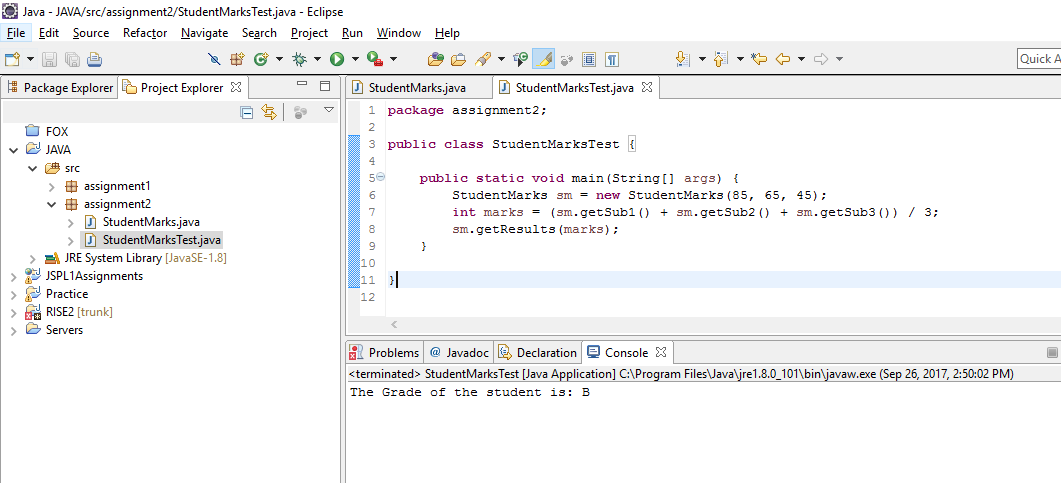 Java - JAVA/src/assignment2/StudentMarksTest.java - Eclipse
File Edit Source Refactor Navigate Search Project Run Window Help
Quick A
Package Explorer Project Explorer
FOX
JAVA
src
assignment1
assignment2
StudentMarks.java
StudentMarksTest.java
JRE System Library [JavaSE-1.8]
JSPL1Assignments
Practice
RISE2 [trunk]
Servers
StudentMarks.java StudentMarksTest.java
1 package assignment2;
2
3 public class StudentMarksTest {
4
5 public static void main(String[] args) {
6 StudentMarks sm = new StudentMarks(85, 65, 45);
7 int marks = (sm.getSub1() + sm.getSub2() + sm.getSub3()) / 3;
8 sm.getResults(marks);
9 }
10
11 }
12
Problems @ Javadoc Declaration Console
<terminated> StudentMarksTest [Java Application] C:\Program Files\Java\jre1.8.0_101\bin\javaw.exe (Sep 26, 2017, 2:50:02 PM)
The Grade of the student is: B